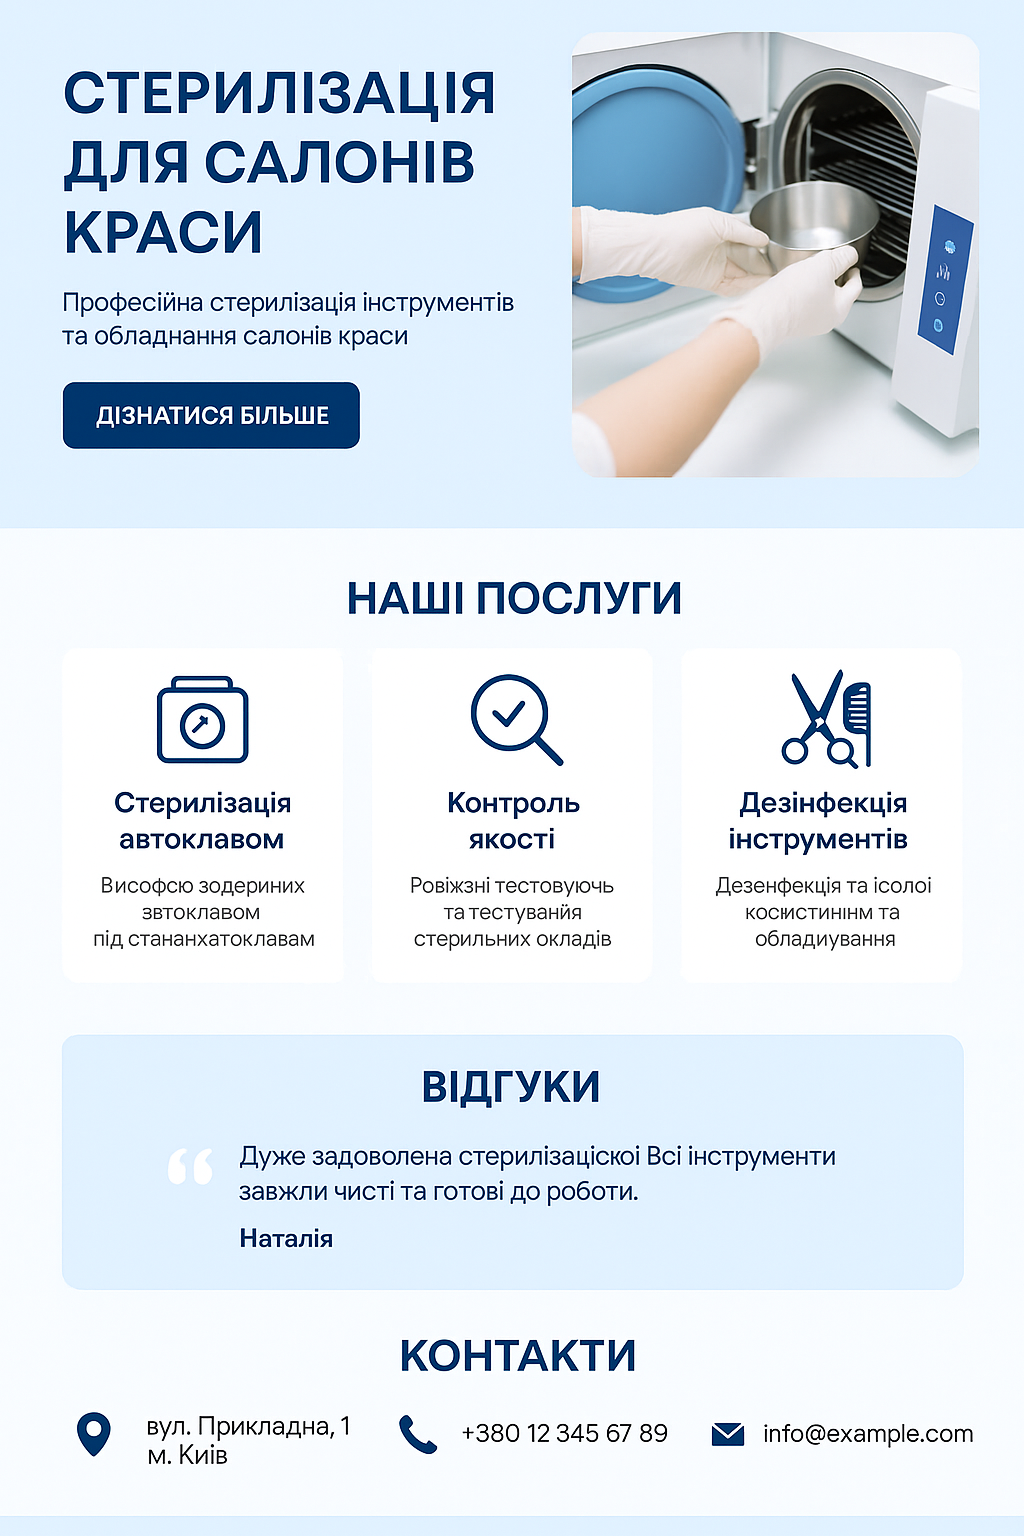 СТЕРИЛІЗАЦІЯ
ДЛЯ САЛОНІВ
КРАСИ
Професійна стерилізація інструментів
та обладнання салонів краси
ДІЗНАТИСЯ БІЛЬШЕ
НАШІ ПОСЛУГИ
Стерилізація
автоклавом
Високсю зодериних
звтоклавом
під стананхатоклавам
Контроль
якості
Ровіжзні тестовуючь
та тестуванйя
стерильних окладів
Дезінфекція
інструментів
Дезенфекція та ісолоі
косистинінм та
обладиування
ВІДГУКИ
Дуже задоволена стерилізаціскоі Всі інструменти
завжли чисті та готові до роботи.
Наталія
КОНТАКТИ
вул. Прикладна, 1
м. Київ
+380 12 345 67 89
info@example.com